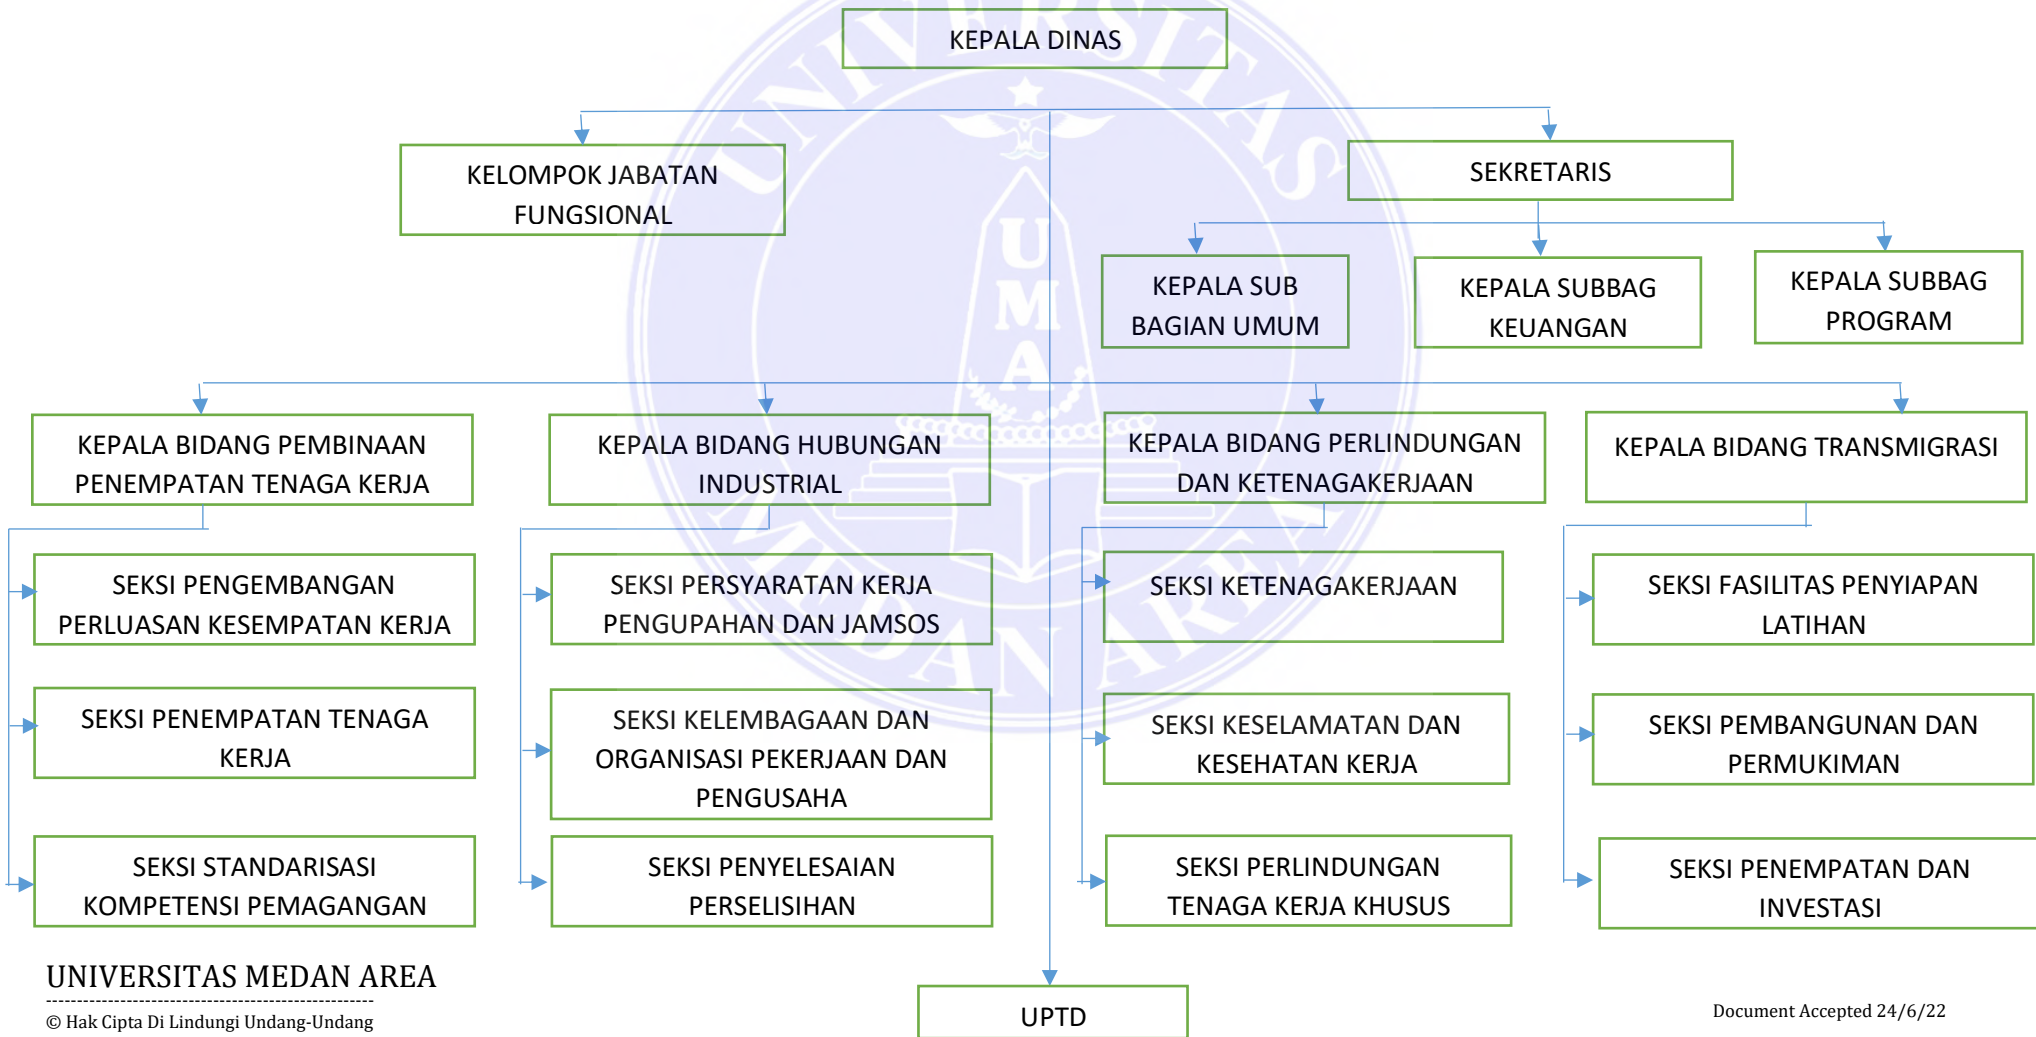 KEPALA DINAS
KELOMPOK JABATAN
FUNGSIONAL
SEKRETARIS
KEPALA SUB
BAGIAN UMUM
KEPALA SUBBAG
KEUANGAN
KEPALA SUBBAG
PROGRAM
KEPALA BIDANG PEMBINAAN
PENEMPATAN TENAGA KERJA
KEPALA BIDANG HUBUNGAN
INDUSTRIAL
KEPALA BIDANG PERLINDUNGAN
DAN KETENAGAKERJAAN
KEPALA BIDANG TRANSMIGRASI
SEKSI PENGEMBANGAN
PERLUASAN KESEMPATAN KERJA
SEKSI PERSYARATAN KERJA
PENGUPAHAN DAN JAMSOS
SEKSI KETENAGAKERJAAN
SEKSI FASILITAS PENYIAPAN
LATIHAN
SEKSI PENEMPATAN TENAGA
KERJA
SEKSI KELEMBAGAAN DAN
ORGANISASI PEKERJAAN DAN
PENGUSAHA
SEKSI KESELAMATAN DAN
KESEHATAN KERJA
SEKSI PEMBANGUNAN DAN
PERMUKIMAN
SEKSI STANDARISASI
KOMPETENSI PEMAGANGAN
SEKSI PENYELESAIAN
PERSELISIHAN
SEKSI PERLINDUNGAN
TENAGA KERJA KHUSUS
SEKSI PENEMPATAN DAN
INVESTASI
UPTD
UNIVERSITAS
UMA
MEDAN AREA
UNIVERSITAS MEDAN AREA
-----------------------------------------------------
© Hak Cipta Di Lindungi Undang-Undang
Document Accepted 24/6/22